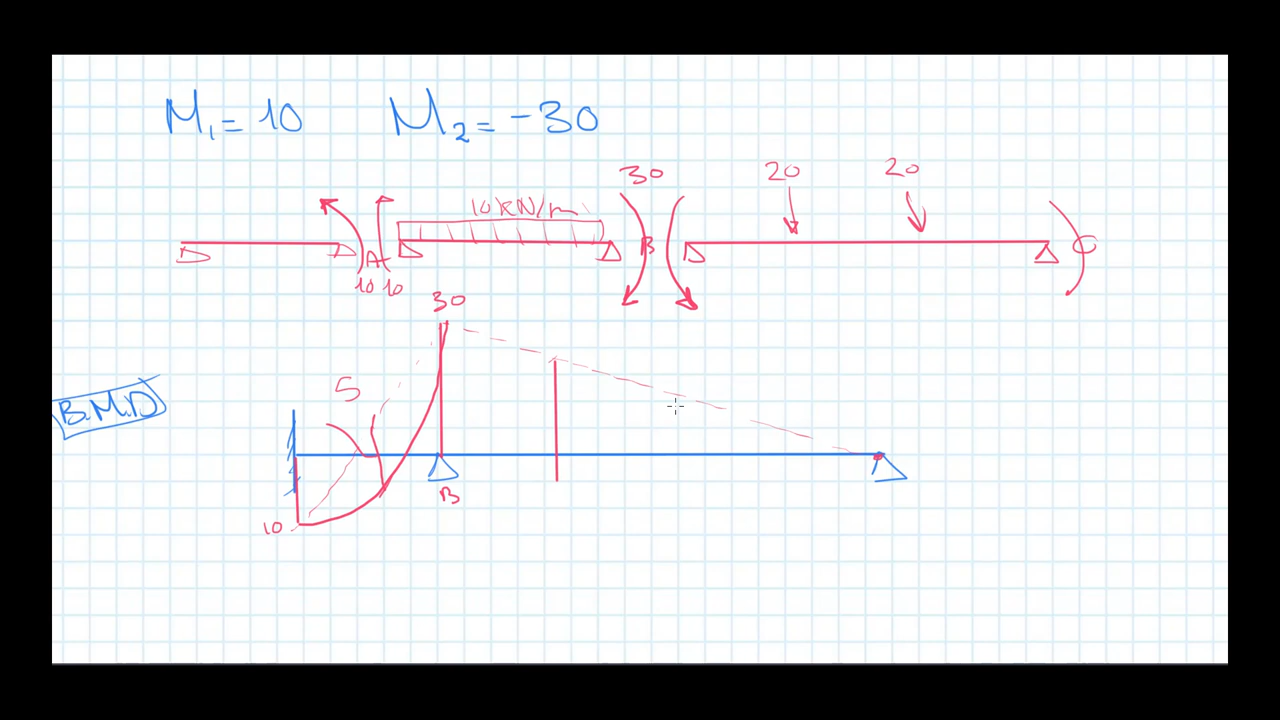 M₁ = 10 M₂ = -30
30 20 20
10 kN/m
A B C
10 10
30
B.M.D 5
B
10